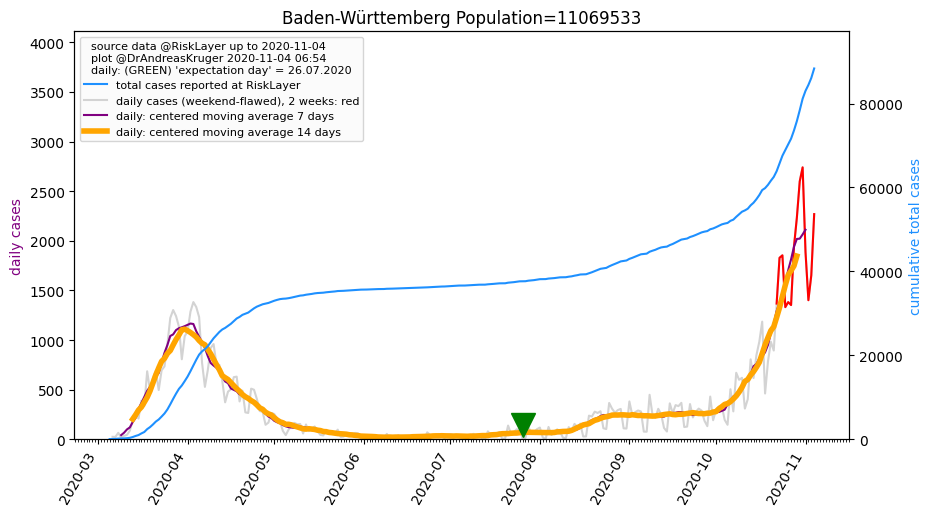 Baden-Württemberg Population=11069533
source data @RiskLayer up to 2020-11-04
plot @DrAndreasKruger 2020-11-04 06:54
daily: (GREEN) 'expectation day' = 26.07.2020
total cases reported at RiskLayer
daily cases (weekend-flawed), 2 weeks: red
daily: centered moving average 7 days
daily: centered moving average 14 days
daily cases
4000
3500
3000
2500
2000
1500
1000
500
0
cumulative total cases
80000
60000
40000
20000
0
2020-03
2020-04
2020-05
2020-06
2020-07
2020-08
2020-09
2020-10
2020-11